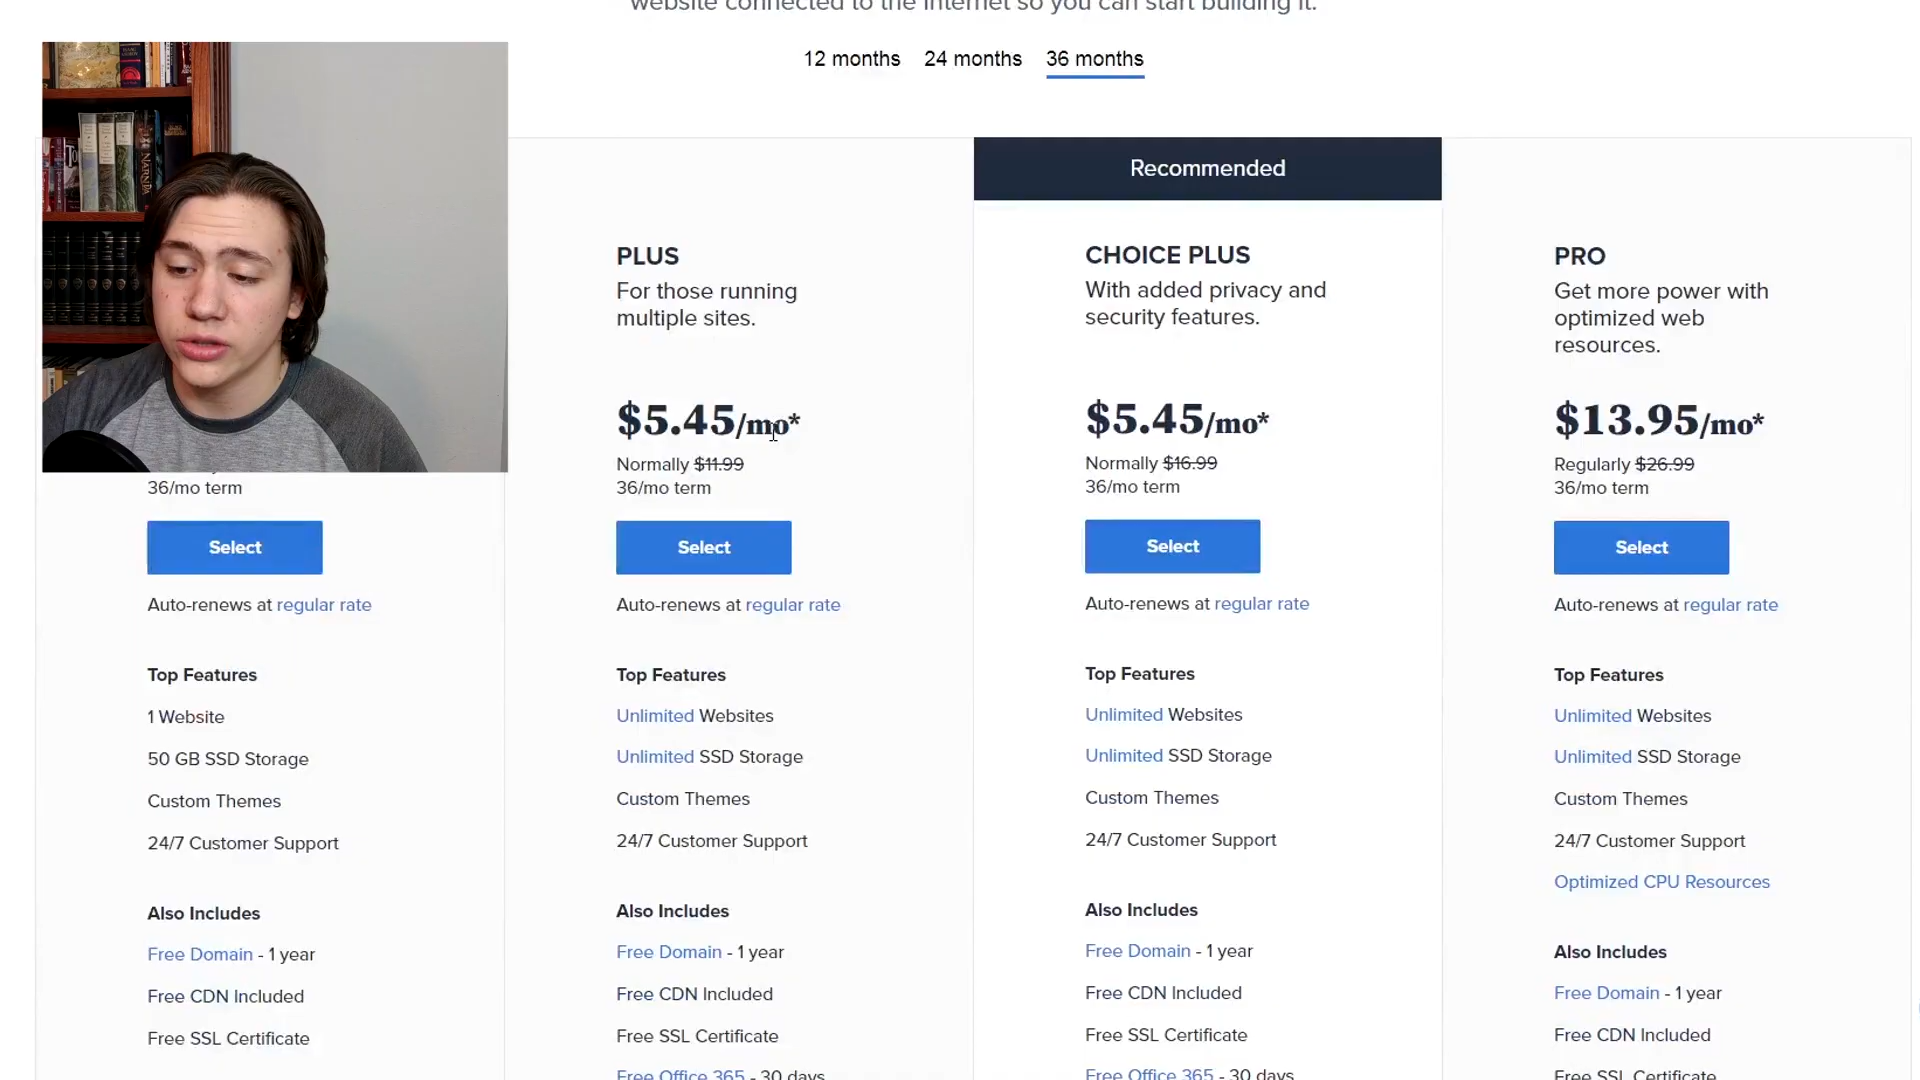 website connected to the Internet so you can start building it.
12 months 24 months 36 months
NARNIA
36/mo term
Select
Auto-renews at regular rate
Top Features
1 Website
50 GB SSD Storage
Custom Themes
24/7 Customer Support
Also Includes
Free Domain - 1 year
Free CDN Included
Free SSL Certificate
PLUS
For those running
multiple sites.
$5.45/mo*
Normally $11.99
36/mo term
Select
Auto-renews at regular rate
Top Features
Unlimited Websites
Unlimited SSD Storage
Custom Themes
24/7 Customer Support
Also Includes
Free Domain - 1 year
Free CDN Included
Free SSL Certificate
Free Office 365 - 30 days
Recommended
CHOICE PLUS
With added privacy and
security features.
$5.45/mo*
Normally $16.99
36/mo term
Select
Auto-renews at regular rate
Top Features
Unlimited Websites
Unlimited SSD Storage
Custom Themes
24/7 Customer Support
Also Includes
Free Domain - 1 year
Free CDN Included
Free SSL Certificate
Free Office 365 - 30 days
PRO
Get more power with
optimized web
resources.
$13.95/mo*
Regularly $26.99
36/mo term
Select
Auto-renews at regular rate
Top Features
Unlimited Websites
Unlimited SSD Storage
Custom Themes
24/7 Customer Support
Optimized CPU Resources
Also Includes
Free Domain - 1 year
Free CDN Included
Free SSL Certificate